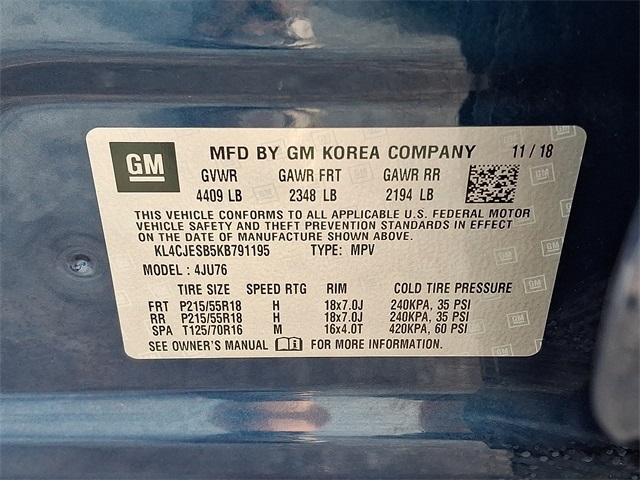 GM MFD BY GM KOREA COMPANY 11 / 18
GVWR GAWR FRT GAWR RR
4409 LB 2348 LB 2194 LB
THIS VEHICLE CONFORMS TO ALL APPLICABLE U.S. FEDERAL MOTOR
VEHICLE SAFETY AND THEFT PREVENTION STANDARDS IN EFFECT
ON THE DATE OF MANUFACTURE SHOWN ABOVE.
KL4CJESB5KB791195 TYPE: MPV
MODEL : 4JU76
TIRE SIZE SPEED RTG RIM COLD TIRE PRESSURE
FRT P215/55R18 H 18x7.0J 240KPA, 35 PSI
RR P215/55R18 H 18x7.0J 240KPA, 35 PSI
SPA T125/70R16 M 16x4.0T 420KPA, 60 PSI
SEE OWNER'S MANUAL FOR MORE INFORMATION.